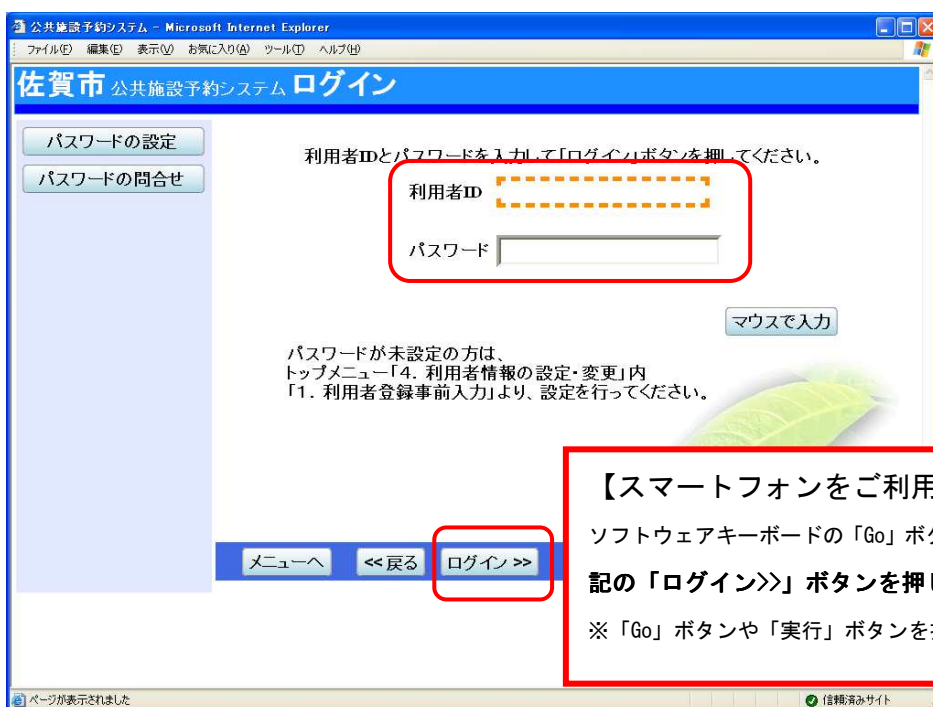 公共施設予約システム - Microsoft Internet Explorer
ファイル(F) 編集(E) 表示(V) お気に入り(A) ツール(T) ヘルプ(H)
佐賀市 公共施設予約システム ログイン
パスワードの設定
パスワードの問合せ
利用者IDとパスワードを入力して「ログイン」ボタンを押してください。
利用者ID
パスワード
マウスで入力
パスワードが未設定の方は、
トップメニュー「4. 利用者情報の設定・変更」内
「1. 利用者登録事前入力」より、設定を行ってください。
【スマートフォンをご利用
ソフトウェアキーボードの「Go」ボ
記の「ログイン>>」ボタンを押し
※「Go」ボタンや「実行」ボタンを
メニューへ
<<戻る
ログイン >>
ページが表示されました
信頼済みサイト